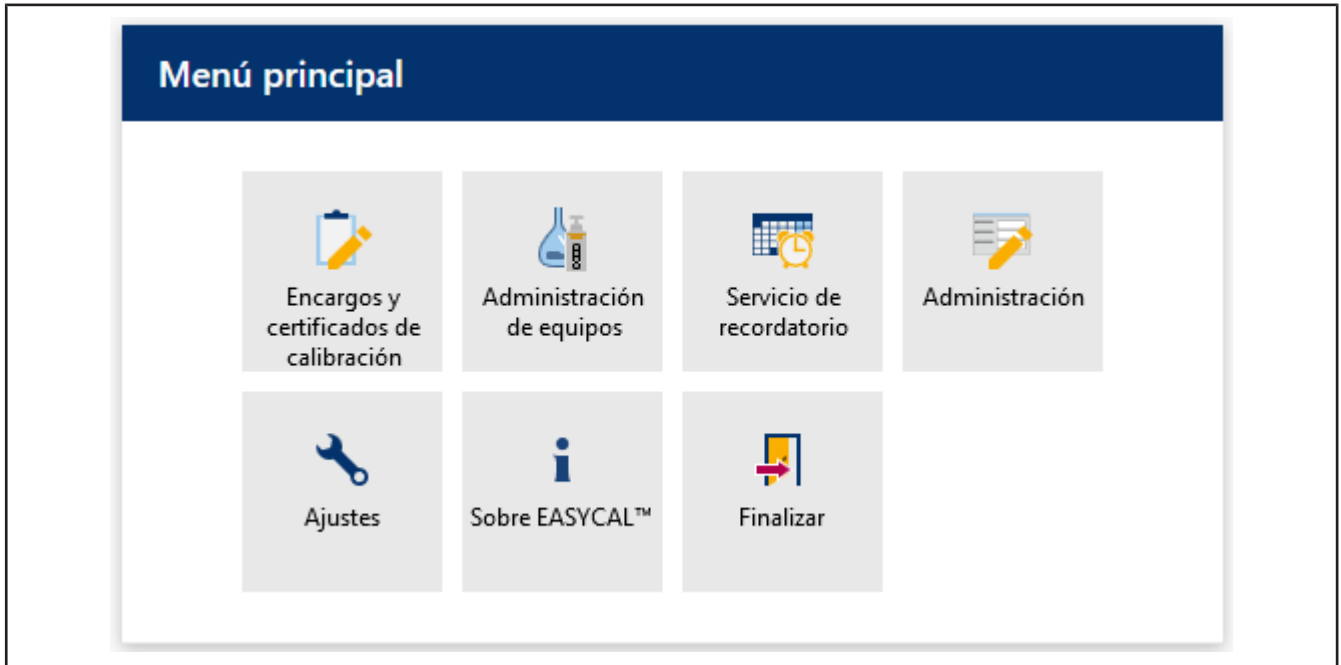 Menú principal
Encargos y
certificados de
calibración
Administración
de equipos
Servicio de
recordatorio
Administración
Ajustes
Sobre EASYCAL™
Finalizar